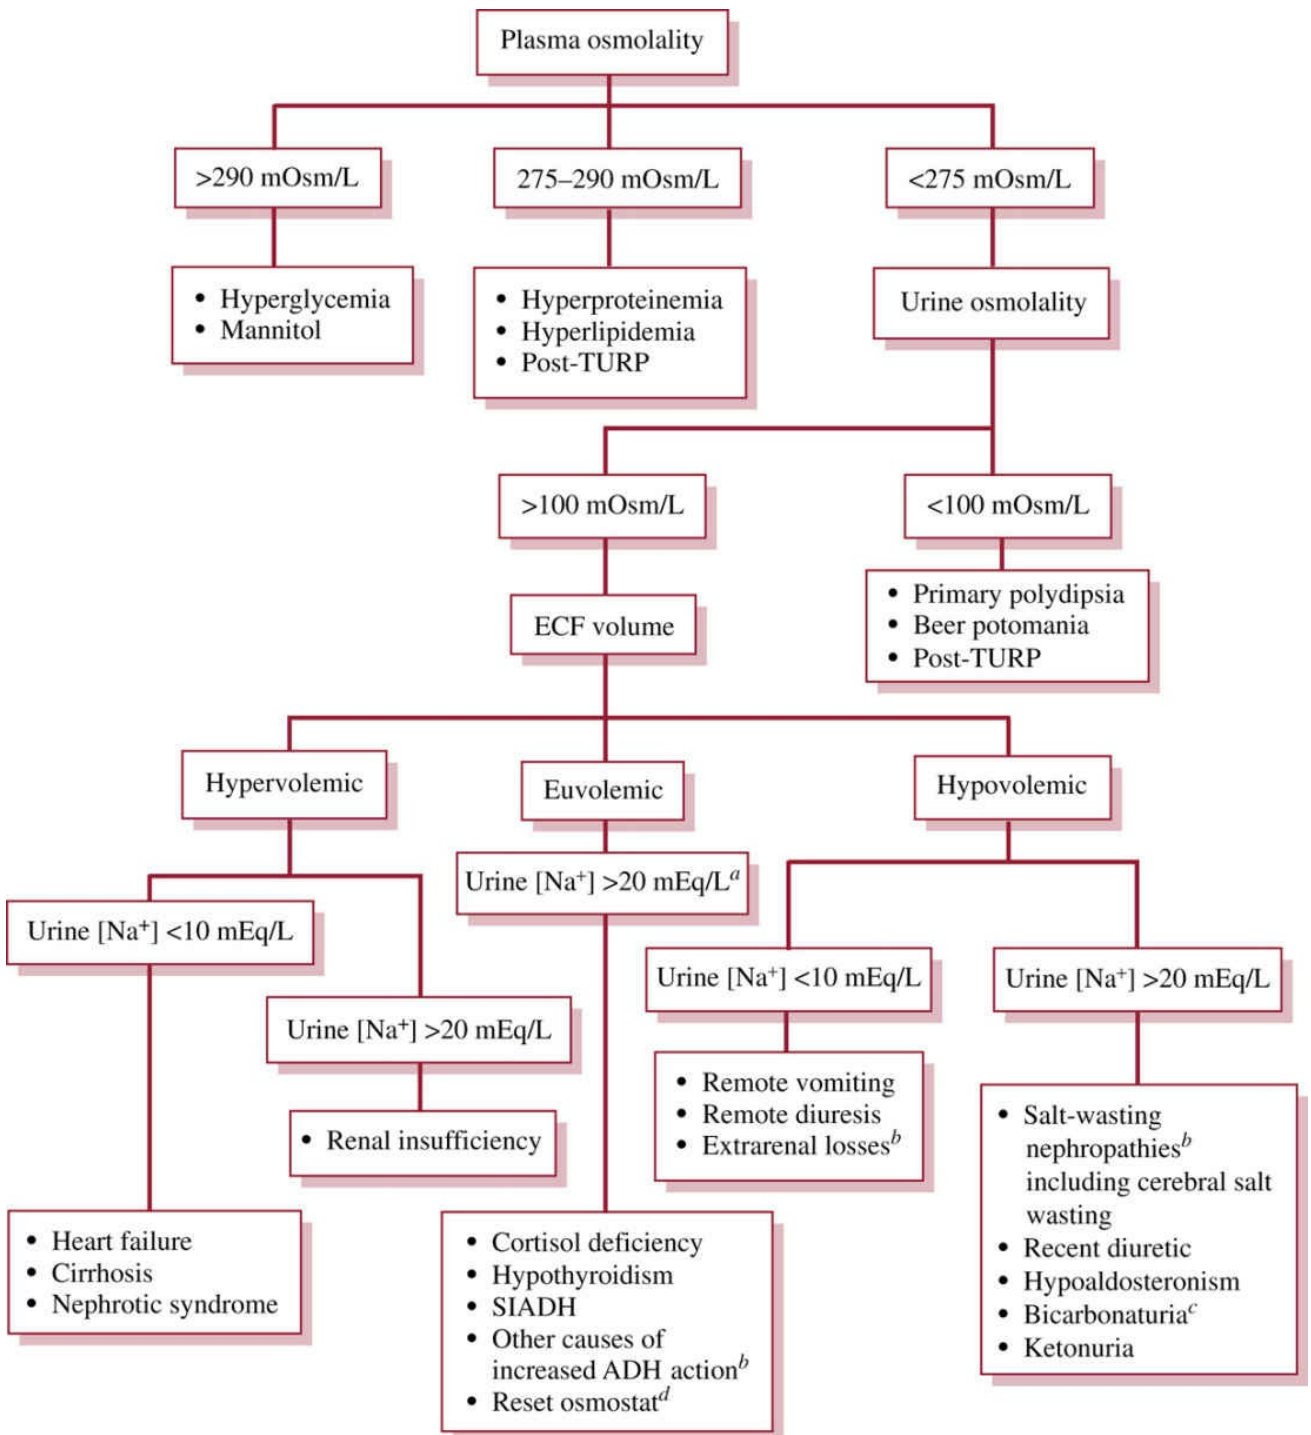 Plasma osmolality
>290 mOsm/L
275–290 mOsm/L
<275 mOsm/L
• Hyperglycemia
• Mannitol
• Hyperproteinemia
• Hyperlipidemia
• Post-TURP
Urine osmolality
>100 mOsm/L
<100 mOsm/L
ECF volume
• Primary polydipsia
• Beer potomania
• Post-TURP
Hypervolemic
Euvolemic
Hypovolemic
Urine [Na⁺] <10 mEq/L
Urine [Na⁺] >20 mEq/L
• Renal insufficiency
• Heart failure
• Cirrhosis
• Nephrotic syndrome
Urine [Na⁺] >20 mEq/Lᵃ
• Cortisol deficiency
• Hypothyroidism
• SIADH
• Other causes of
increased ADH actionᵇ
• Reset osmostatᵈ
Urine [Na⁺] <10 mEq/L
• Remote vomiting
• Remote diuresis
• Extrarenal lossesᵇ
Urine [Na⁺] >20 mEq/L
• Salt-wasting
nephropathiesᵇ
including cerebral salt
wasting
• Recent diuretic
• Hypoaldosteronism
• Bicarbonaturiaᶜ
• Ketonuria